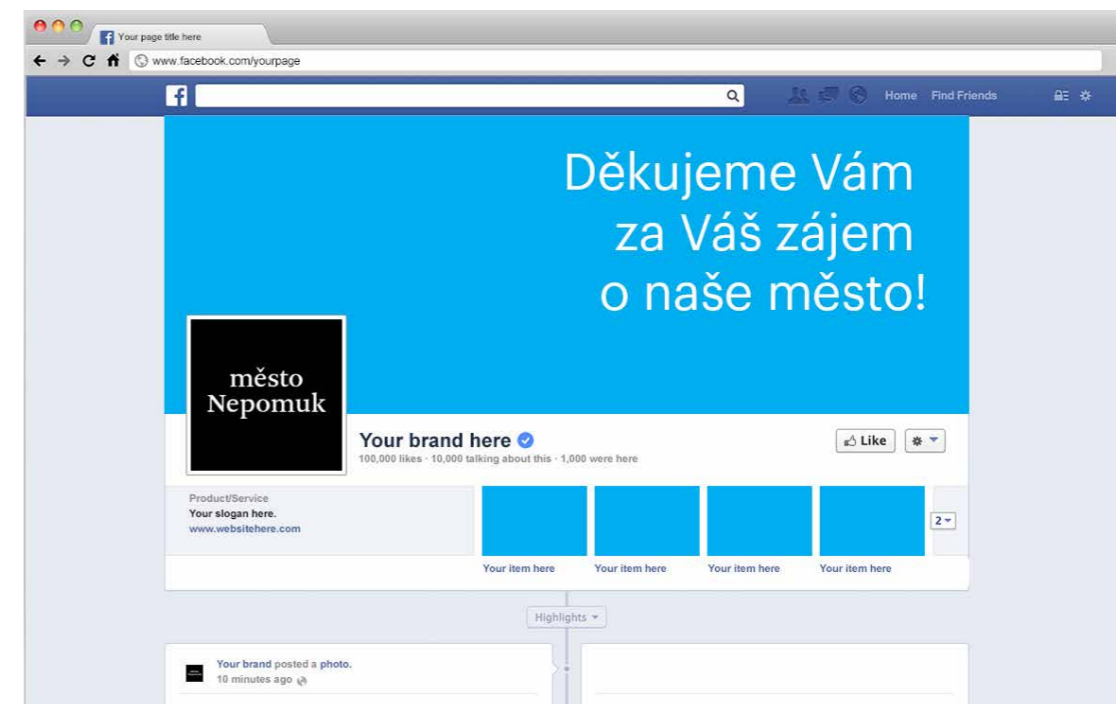 Your page title here
www.facebook.com/yourpage
f
Home Find Friends
Děkujeme Vám
za Váš zájem
o naše město!
město
Nepomuk
Your brand here
100,000 likes · 10,000 talking about this · 1,000 were here
Like
Product/Service
Your slogan here.
www.websitehere.com
2
Your item here
Your item here
Your item here
Your item here
Highlights
Your brand posted a photo.
10 minutes ago